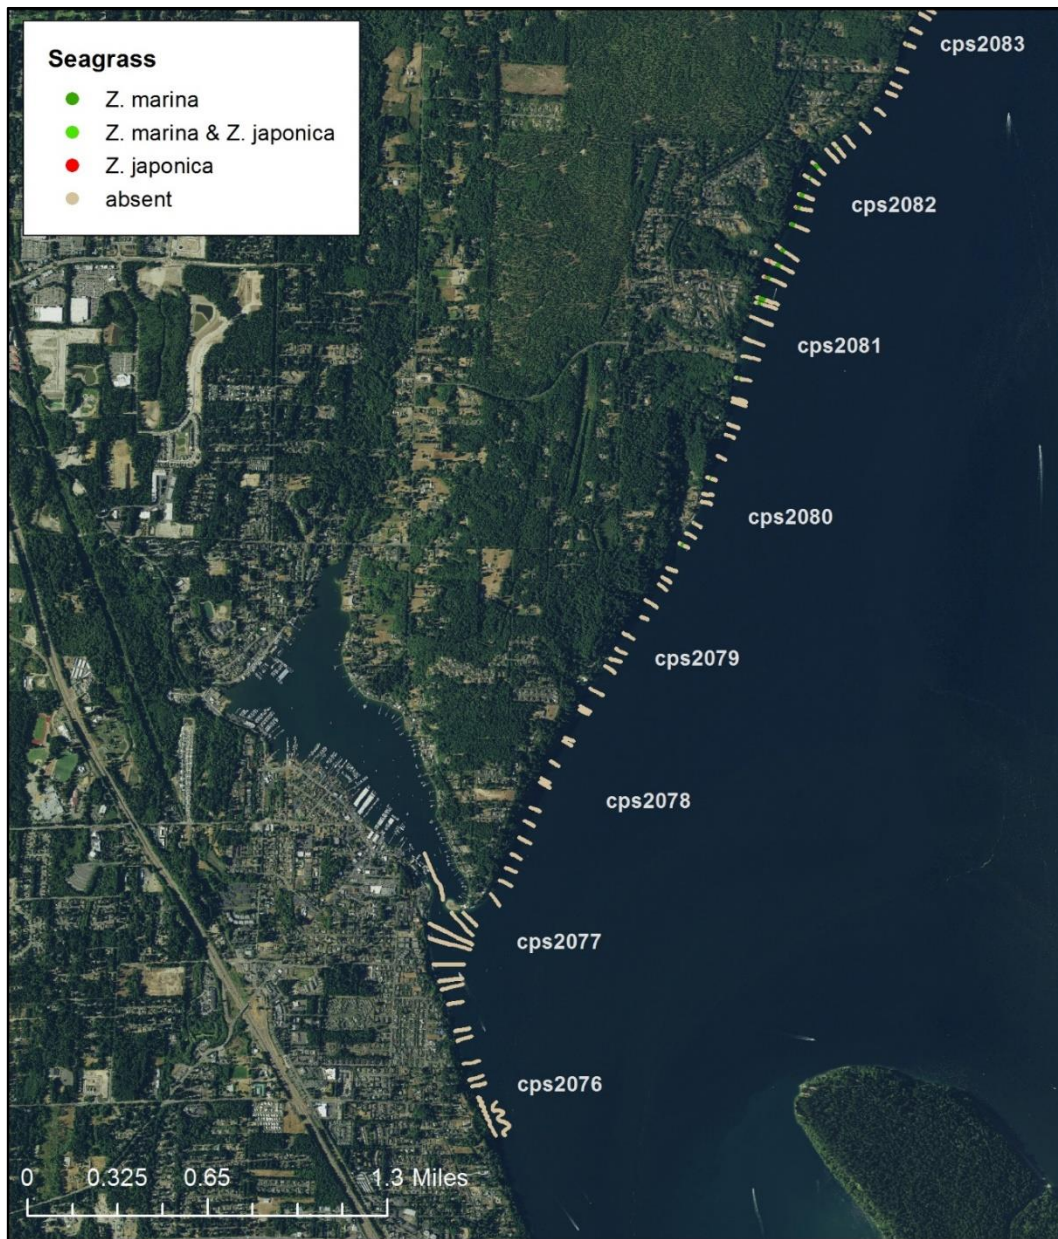 Seagrass
Z. marina
Z. marina & Z. japonica
Z. japonica
absent
cps2083
cps2082
cps2081
cps2080
cps2079
cps2078
cps2077
cps2076
0 0.325 0.65 1.3 Miles